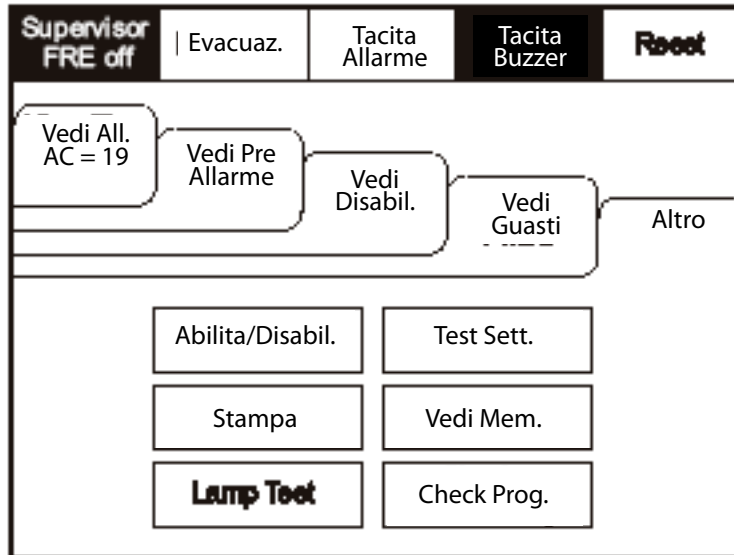 Supervisor
FRE off
| Evacuaz.
Tacita
Allarme
Tacita
Buzzer
Reset
Vedi All.
AC = 19
Vedi Pre
Allarme
Vedi
Disabil.
Vedi
Guasti
Altro
Abilita/Disabil.
Test Sett.
Stampa
Vedi Mem.
Lamp Test
Check Prog.